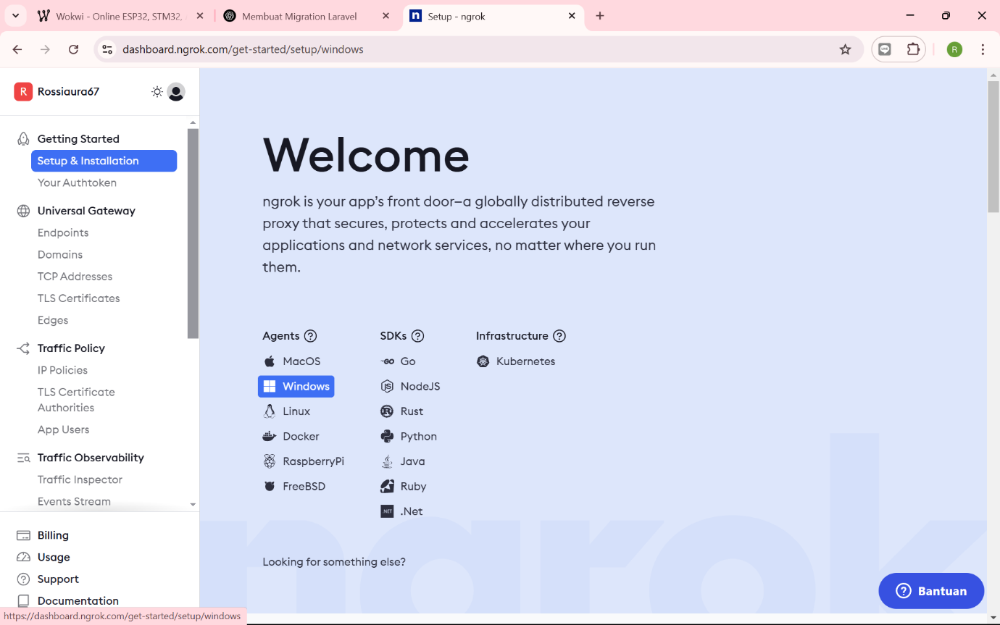 Wokwi - Online ESP32, STM32,
Membuat Migration Laravel
Setup - ngrok
dashboard.ngrok.com/get-started/setup/windows
R
R Rossiaura67
Getting Started
Setup & Installation
Your Authtoken
Universal Gateway
Endpoints
Domains
TCP Addresses
TLS Certificates
Edges
Traffic Policy
IP Policies
TLS Certificate
Authorities
App Users
Traffic Observability
Traffic Inspector
Events Stream
Billing
Usage
Support
Documentation
https://dashboard.ngrok.com/get-started/setup/windows
Welcome
ngrok is your app's front door—a globally distributed reverse
proxy that secures, protects and accelerates your
applications and network services, no matter where you run
them.
Agents
MacOS
Windows
Linux
Docker
RaspberryPi
FreeBSD
SDKs
Go
NodeJS
Rust
Python
Java
Ruby
.Net
Infrastructure
Kubernetes
Looking for something else?
ngrok
Bantuan